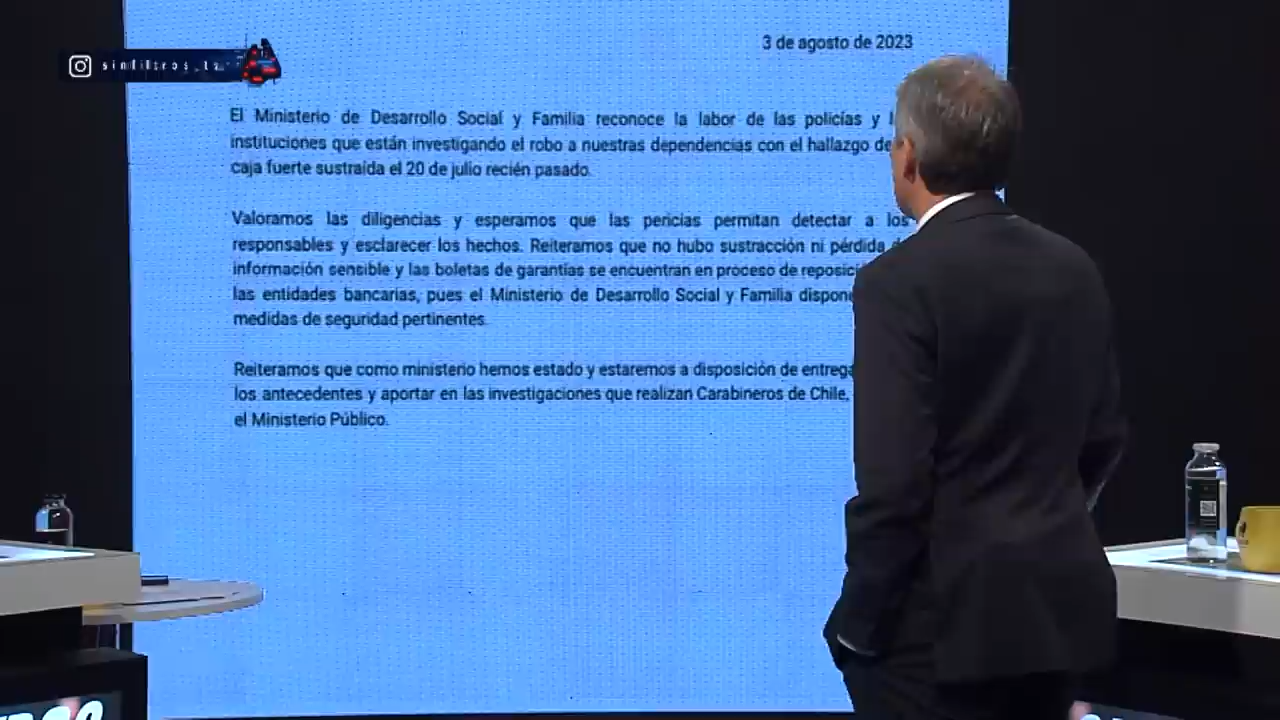 sinfiltros_tv
3 de agosto de 2023
El Ministerio de Desarrollo Social y Familia reconoce la labor de las policías y
instituciones que están investigando el robo a nuestras dependencias con el hallazgo de
caja fuerte sustraída el 20 de julio recién pasado.
Valoramos las diligencias y esperamos que las pericias permitan detectar a los
responsables y esclarecer los hechos. Reiteramos que no hubo sustracción ni pérdida
información sensible y las boletas de garantías se encuentran en proceso de
las entidades bancarias, pues el Ministerio de Desarrollo Social y Familia
medidas de seguridad pertinentes.
Reiteramos que como ministerio hemos estado y estaremos a disposición de
los antecedentes y aportar en las investigaciones que realizan Carabineros de Chile,
el Ministerio Público.